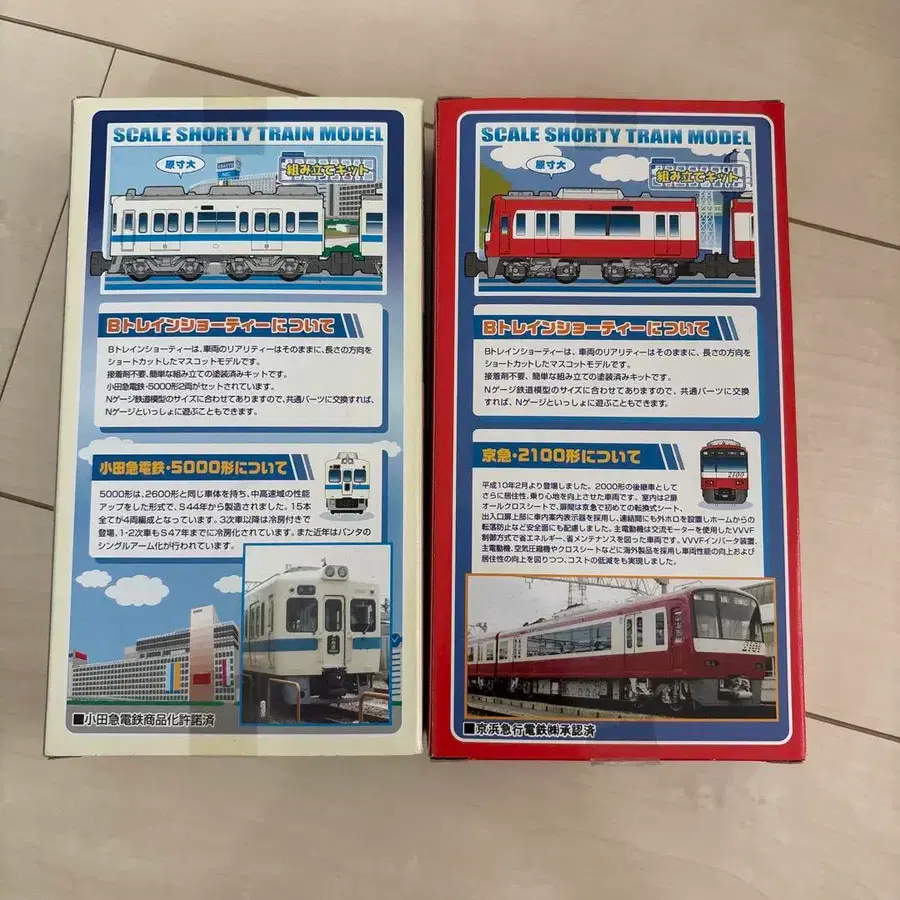 SCALE SHORTY TRAIN MODEL
原寸大
組み立てキット
Bトレインショーティーについて
Bトレインショーティーは、車両のリアリティーはそのままに、長さの方向を
ショートカットしたマスコットモデルです。
接着剤不要、簡単な組み立ての塗装済みキットです。
小田急電鉄・5000形2両がセットされています。
Nゲージ鉄道模型のサイズに合わせてありますので、共通パーツに交換すれば、
Nゲージといっしょに遊ぶこともできます。
小田急電鉄・5000形について
5000形は、2600形と同じ車体を持ち、中高速域の性能
アップをした形式で、S44年から製造されました。15本
全てが4両編成となっています。3次車以降は冷房付きで
登場、1・2次車もS47年までに冷房化されています。また近年はパンタの
シングルアーム化が行われています。
■小田急電鉄商品化許諾済
SCALE SHORTY TRAIN MODEL
原寸大
組み立てキット
Bトレインショーティーについて
Bトレインショーティーは、車両のリアリティーはそのままに、長さの方向を
ショートカットしたマスコットモデルです。
接着剤不要、簡単な組み立ての塗装済みキットです。
Nゲージ鉄道模型のサイズに合わせてありますので、共通パーツに交換
すれば、Nゲージといっしょに遊ぶこともできます。
京急・2100形について
2100
平成10年2月より登場しました。2000形の後継車として
さらに居住性、乗り心地を向上させた車両です。室内は2扉
オールクロスシートで、扉間は京急で初めての転換式シート、
出入口扉上部に車内案内表示器を採用し、連結間にも外ホロを設置しホームからの
転落防止など安全面にも配慮しました。主電動機は交流モーターを使用したVVVF
制御方式で省エネルギー、省メンテナンスを図った車両です。VVVFインバータ装置、
主電動機、空気圧縮機やクロスシートなどに海外製品を採用し車両性能の向上および
居住性の向上を図りつつ、コストの低減をも実現しました。
2101
■京浜急行電鉄㈱承認済